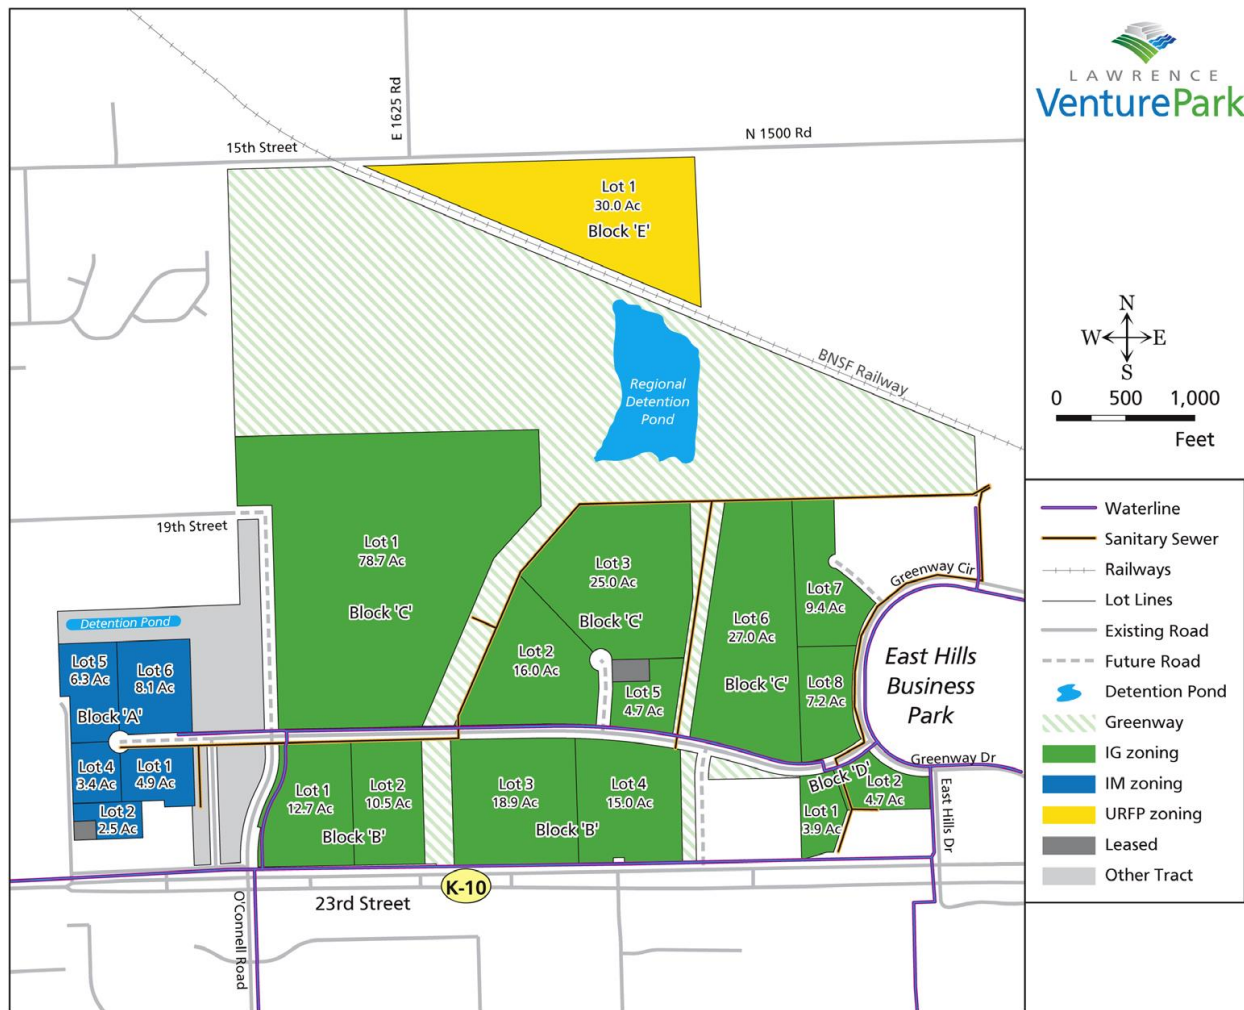 LAWRENCE
VenturePark
E 1625 Rd
N 1500 Rd
15th Street
Lot 1
30.0 Ac
Block 'E'
N
W E
S
0 500 1,000
Feet
BNSF Railway
Regional
Detention
Pond
19th Street
Lot 1
78.7 Ac
Block 'C'
Lot 3
25.0 Ac
Block 'C'
Lot 2
16.0 Ac
Lot 5
4.7 Ac
Lot 6
27.0 Ac
Block 'C'
Lot 7
9.4 Ac
Lot 8
7.2 Ac
Greenway Cir
East Hills
Business
Park
Greenway Dr
East Hills Dr
Detention Pond
Lot 5
6.3 Ac
Lot 6
8.1 Ac
Block 'A'
Lot 4
3.4 Ac
Lot 1
4.9 Ac
Lot 2
2.5 Ac
Lot 1
12.7 Ac
Lot 2
10.5 Ac
Block 'B'
Lot 3
18.9 Ac
Lot 4
15.0 Ac
Block 'B'
Block 'D'
Lot 2
4.7 Ac
Lot 1
3.9 Ac
K-10
23rd Street
O'Connell Road
Waterline
Sanitary Sewer
Railways
Lot Lines
Existing Road
Future Road
Detention Pond
Greenway
IG zoning
IM zoning
URFP zoning
Leased
Other Tract